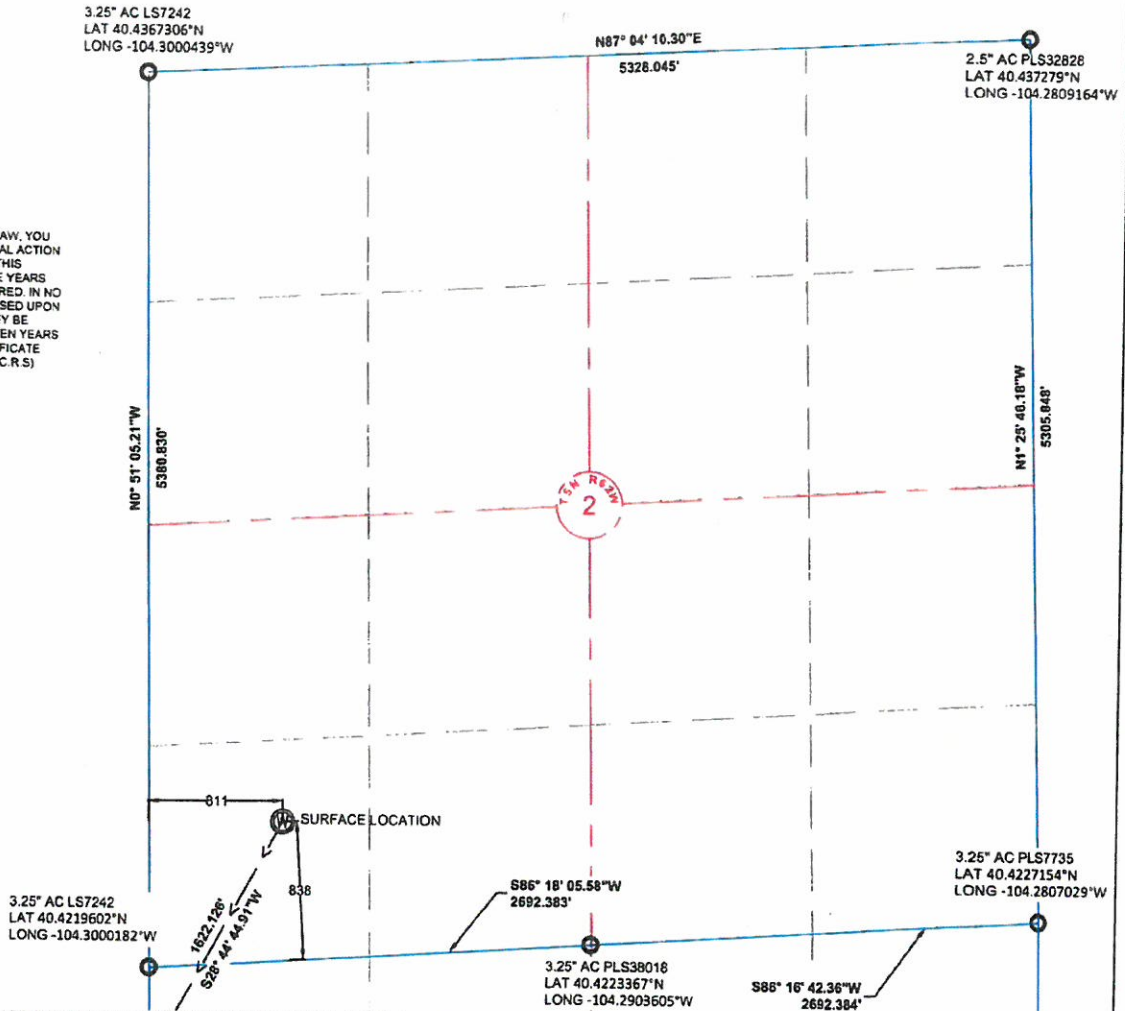 3.25" AC LS7242
LAT 40.4367306°N
LONG -104.3000439°W
N87° 04' 10.30"E
5328.045'
2.5" AC PLS32828
LAT 40.437279°N
LONG -104.2809164°W
AW, YOU
AL ACTION
THIS
E YEARS
RED. IN NO
SED UPON
Y BE
EN YEARS
FICATE
C.R.S)
N0° 51' 05.21"W
5380.830'
N1° 25' 46.18"W
5305.848'
T5N R62W
2
811
W
SURFACE LOCATION
838
1622.126'
S28° 44' 44.91"W
3.25" AC LS7242
LAT 40.4219602°N
LONG -104.3000182°W
S86° 18' 05.58"W
2692.383'
3.25" AC PLS38018
LAT 40.4223367°N
LONG -104.2903605°W
3.25" AC PLS7735
LAT 40.4227154°N
LONG -104.2807029°W
S86° 16' 42.36"W
2692.384'